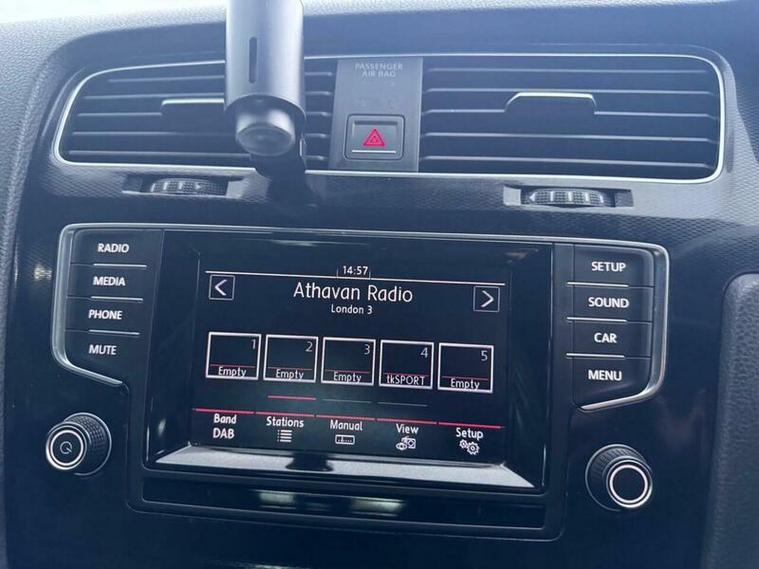 PASSENGER
AIR BAG
RADIO
MEDIA
PHONE
MUTE
14:57
Athavan Radio
London 3
1
Empty
2
Empty
3
Empty
4
tkSPORT
5
Empty
Band
DAB
Stations
Manual
View
Setup
SETUP
SOUND
CAR
MENU